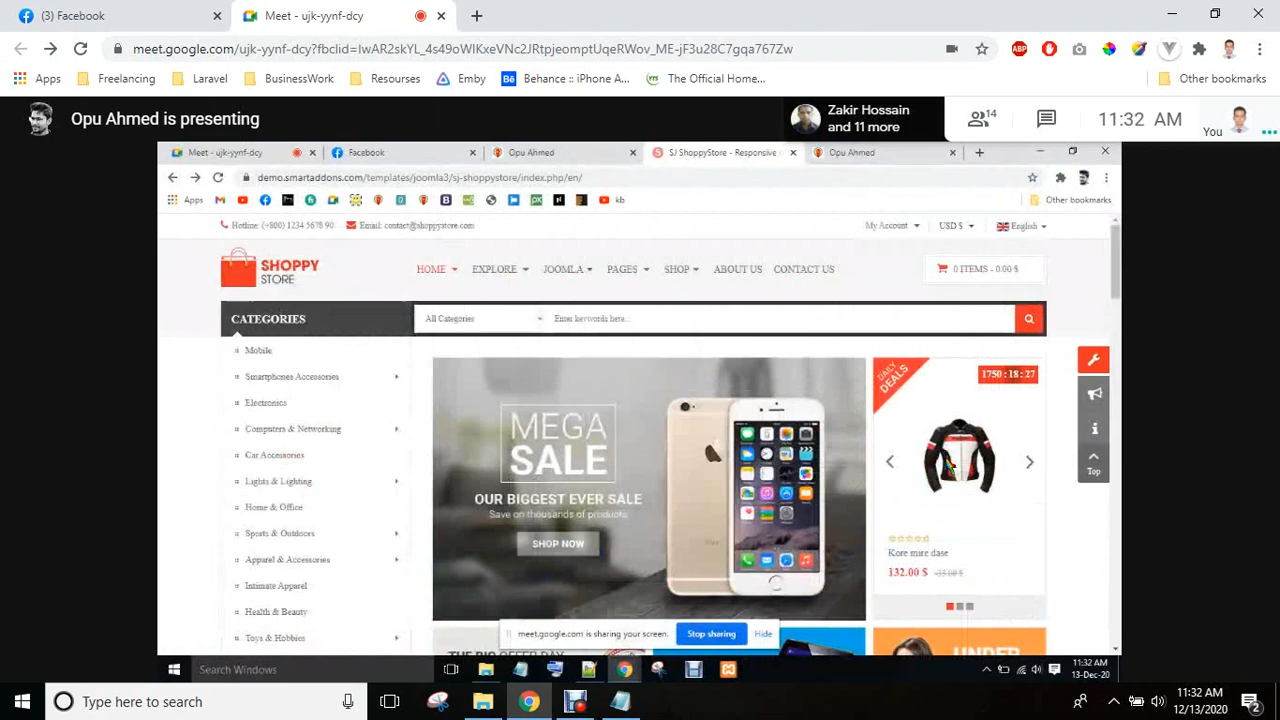 (3) Facebook
Meet - ujk-yynf-dcy
meet.google.com/ujk-yynf-dcy?fbclid=IwAR2skYL_4s49oWIKxeVNc2JRtpjeomptUqeRWov_ME-jF3u28C7gqa767Zw
Apps Freelancing Laravel BusinessWork Resourses Emby Behance :: iPhone A... The Official Home... Other bookmarks
Opu Ahmed is presenting
Zakir Hossain
and 11 more
14
11:32 AM
You
Meet - ujk-yynf-dcy Facebook Opu Ahmed SJ ShoppyStore - Responsive Opu Ahmed
demo.smartaddons.com/templates/joomla3/sj-shoppystore/index.php/en/
Apps kb Other bookmarks
Hotline: (+800) 1234 5678 90 Email: contact@shoppystore.com My Account USD $ English
SHOPPY
STORE
HOME EXPLORE JOOMLA PAGES SHOP ABOUT US CONTACT US
0 ITEMS - 0.00 $
CATEGORIES
All Categories
Enter keywords here...
Mobile
Smartphones Accessories
Electronics
Computers & Networking
Car Accessories
Lights & Lighting
Home & Office
Sports & Outdoors
Apparel & Accessories
Intimate Apparel
Health & Beauty
Toys & Hobbies
MEGA
SALE
OUR BIGGEST EVER SALE
Save on thousands of products.
SHOP NOW
DAILY
DEALS
1750 : 18 : 27
Kore mire dase
132.00 $
Top
THE BIG OFFER DAY
UNDER
meet.google.com is sharing your screen.
Stop sharing
Hide
Search Windows
11:32 AM
13-Dec-20
Type here to search
11:32 AM
12/13/2020
2